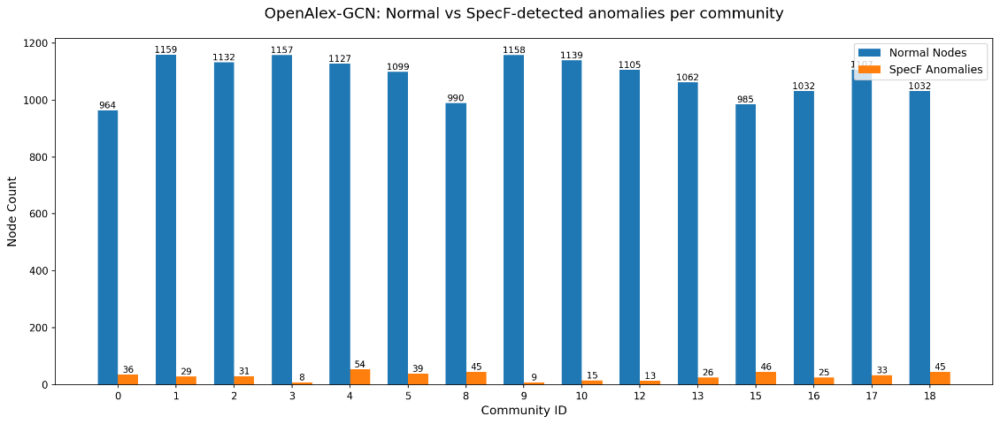 OpenAlex-GCN: Normal vs SpecF-detected anomalies per community
Normal Nodes
SpecF Anomalies
Node Count
1200
1000
800
600
400
200
0
964 1159 1132 1157 1127 1099 990 1158 1139 1105 1062 985 1032 1107 1032
36 29 31 8 54 39 45 9 15 13 26 46 25 33 45
0 1 2 3 4 5 8 9 10 12 13 15 16 17 18
Community ID